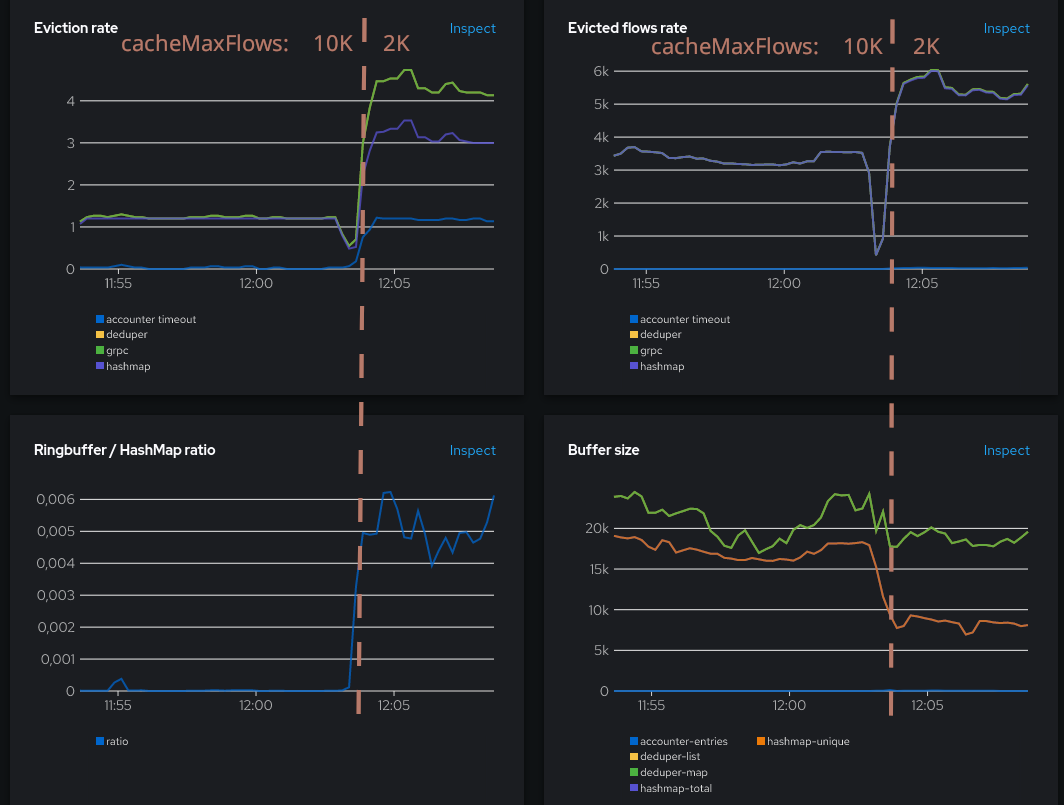 Eviction rate
Inspect
cacheMaxFlows: 10K 2K
4
3
2
1
0
11:55
12:00
12:05
accounter timeout
deduper
grpc
hashmap
Evicted flows rate
Inspect
cacheMaxFlows: 10K 2K
6k
5k
4k
3k
2k
1k
0
11:55
12:00
12:05
accounter timeout
deduper
grpc
hashmap
Ringbuffer / HashMap ratio
Inspect
0,006
0,005
0,004
0,003
0,002
0,001
0
11:55
12:00
12:05
ratio
Buffer size
Inspect
20k
15k
10k
5k
0
11:55
12:00
12:05
accounter-entries
hashmap-unique
deduper-list
deduper-map
hashmap-total